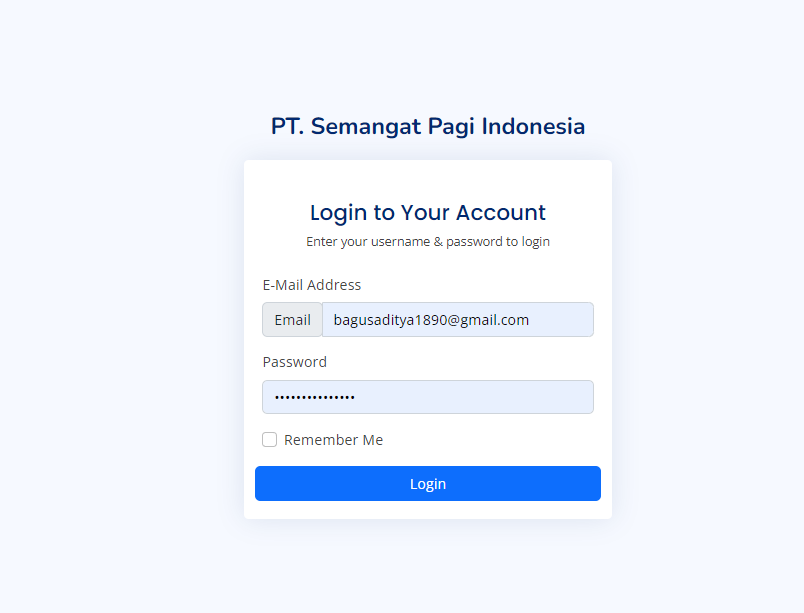 PT. Semangat Pagi Indonesia
Login to Your Account
Enter your username & password to login
E-Mail Address
Email bagusaditya1890@gmail.com
Password
•••••••••••••••
Remember Me
Login